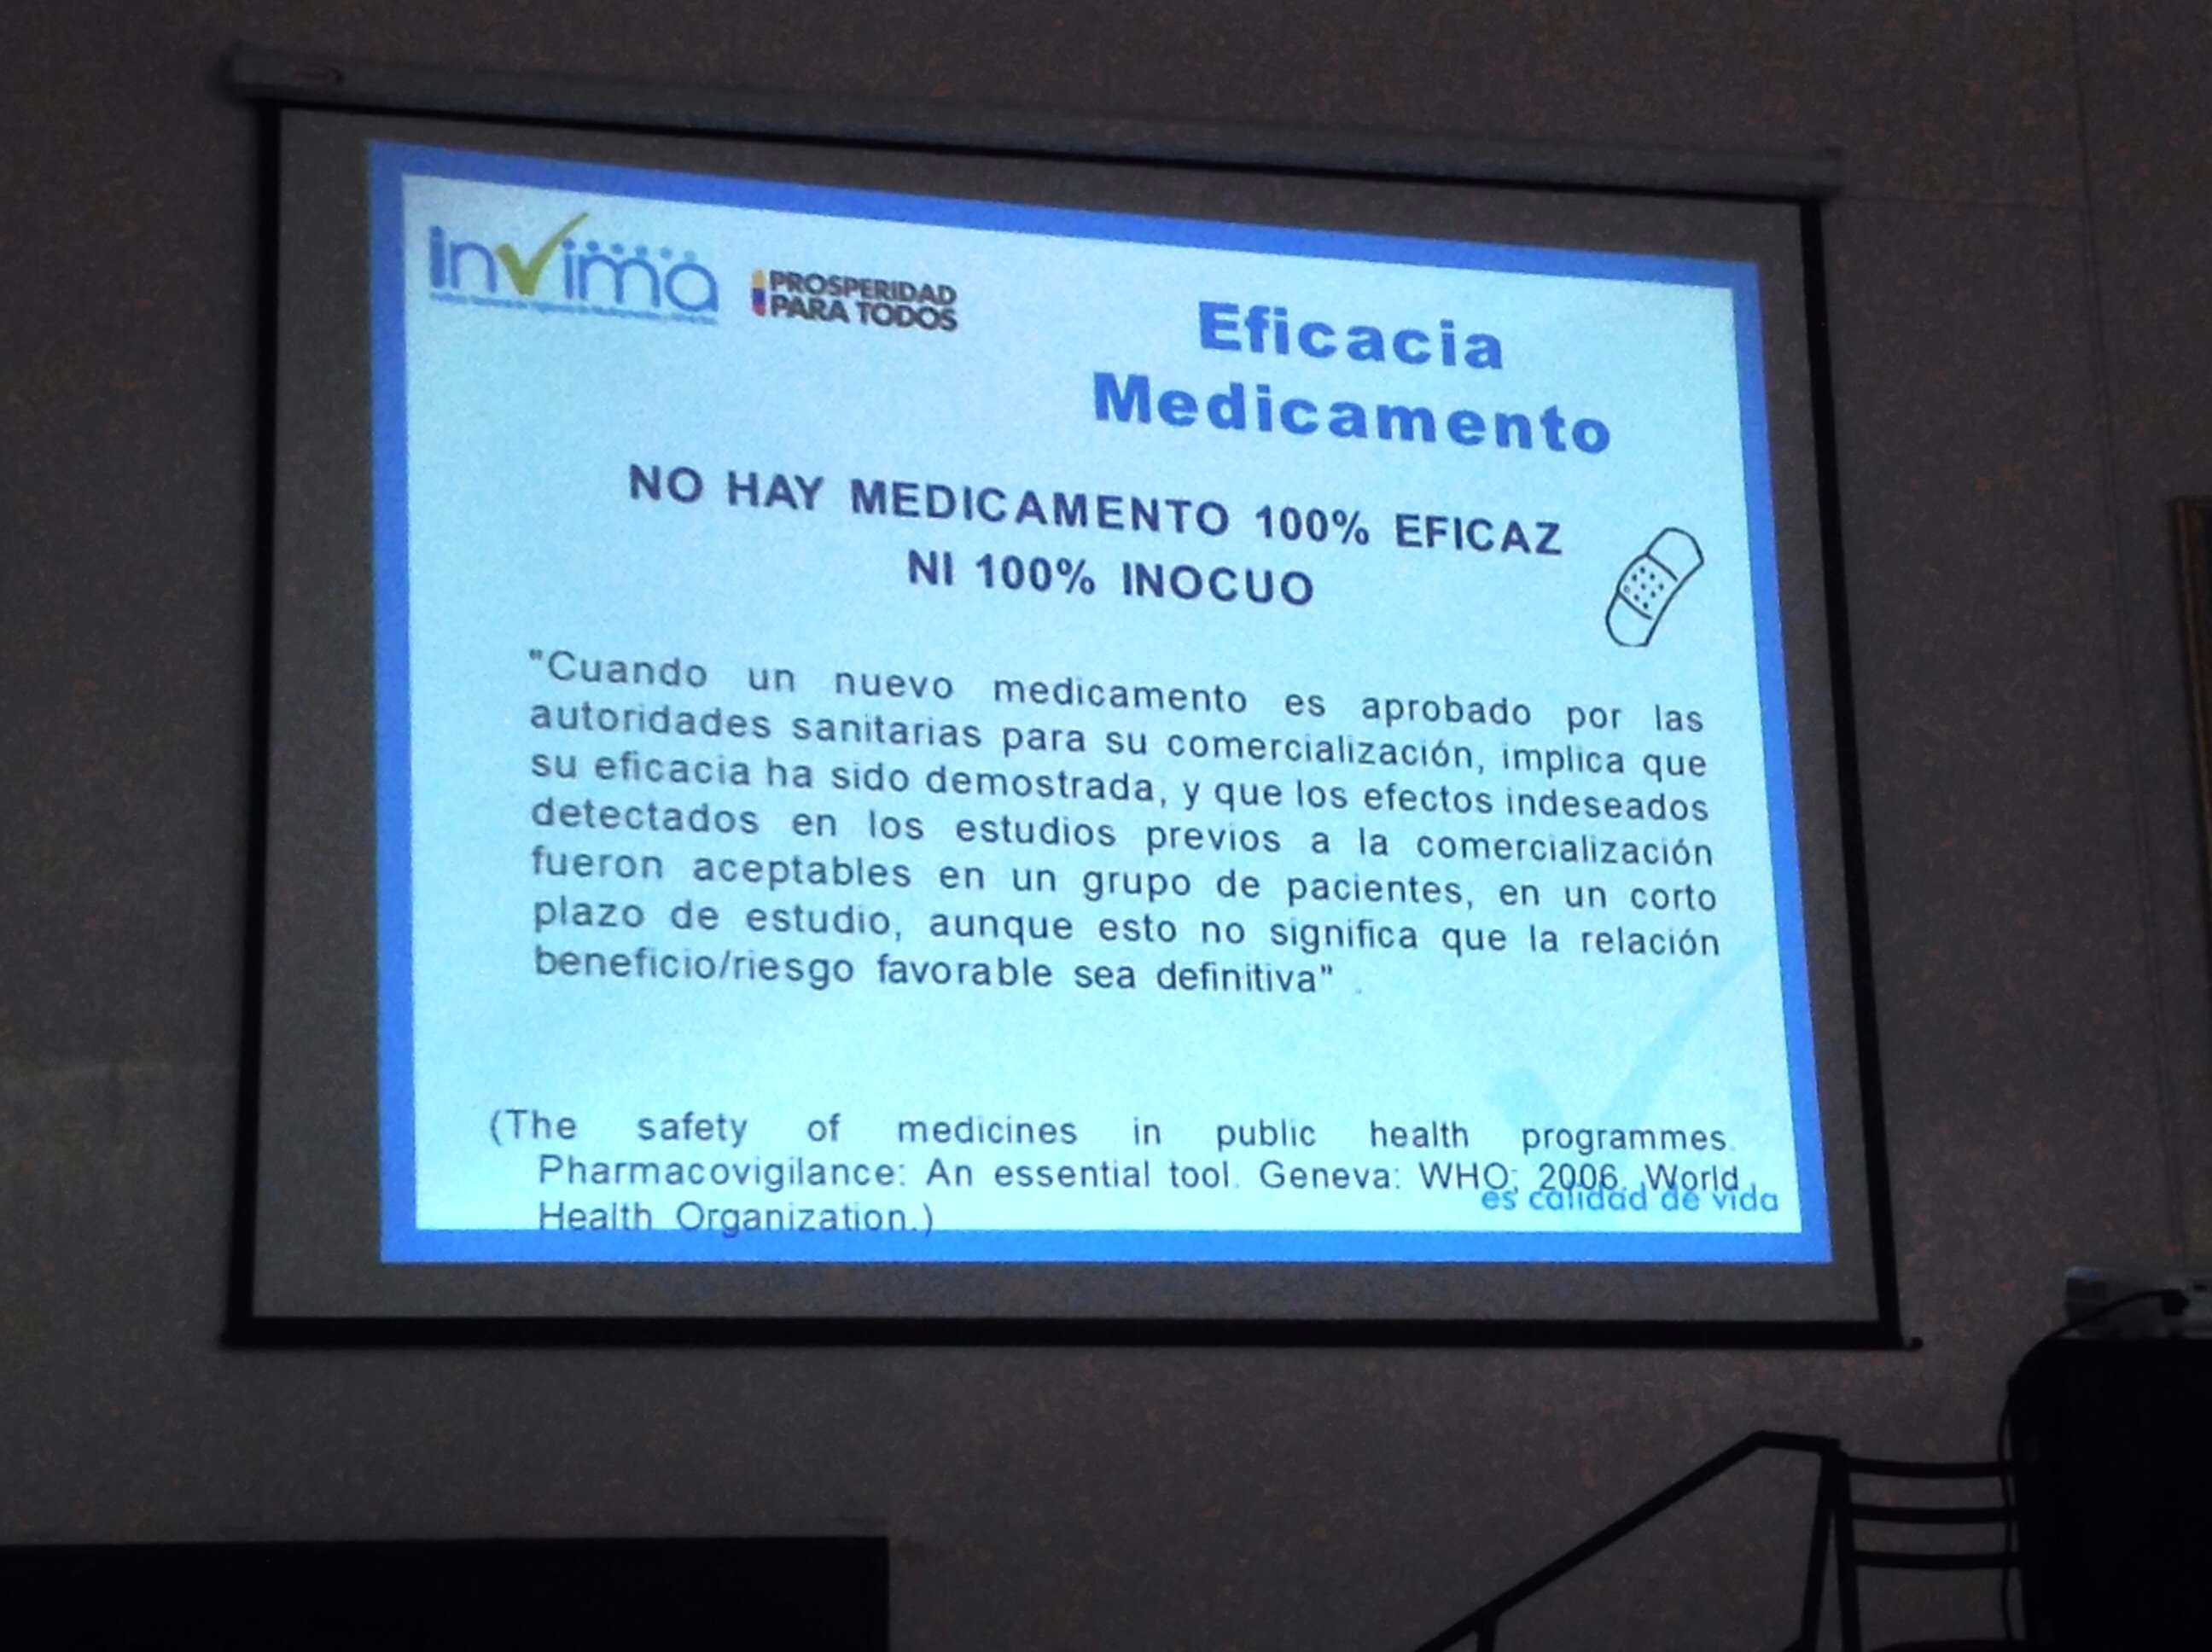 invima
PROSPERIDAD
PARA TODOS
Eficacia
Medicamento
NO HAY MEDICAMENTO 100% EFICAZ
NI 100% INOCUO
"Cuando un nuevo medicamento es aprobado por las
autoridades sanitarias para su comercialización, implica que
su eficacia ha sido demostrada, y que los efectos indeseados
detectados en los estudios previos a la comercialización
fueron aceptables en un grupo de pacientes, en un corto
plazo de estudio, aunque esto no significa que la relación
beneficio/riesgo favorable sea definitiva" .
(The safety of medicines in public health programmes.
Pharmacovigilance: An essential tool. Geneva: WHO; 2006. World
Health Organization.)
es calidad de vida